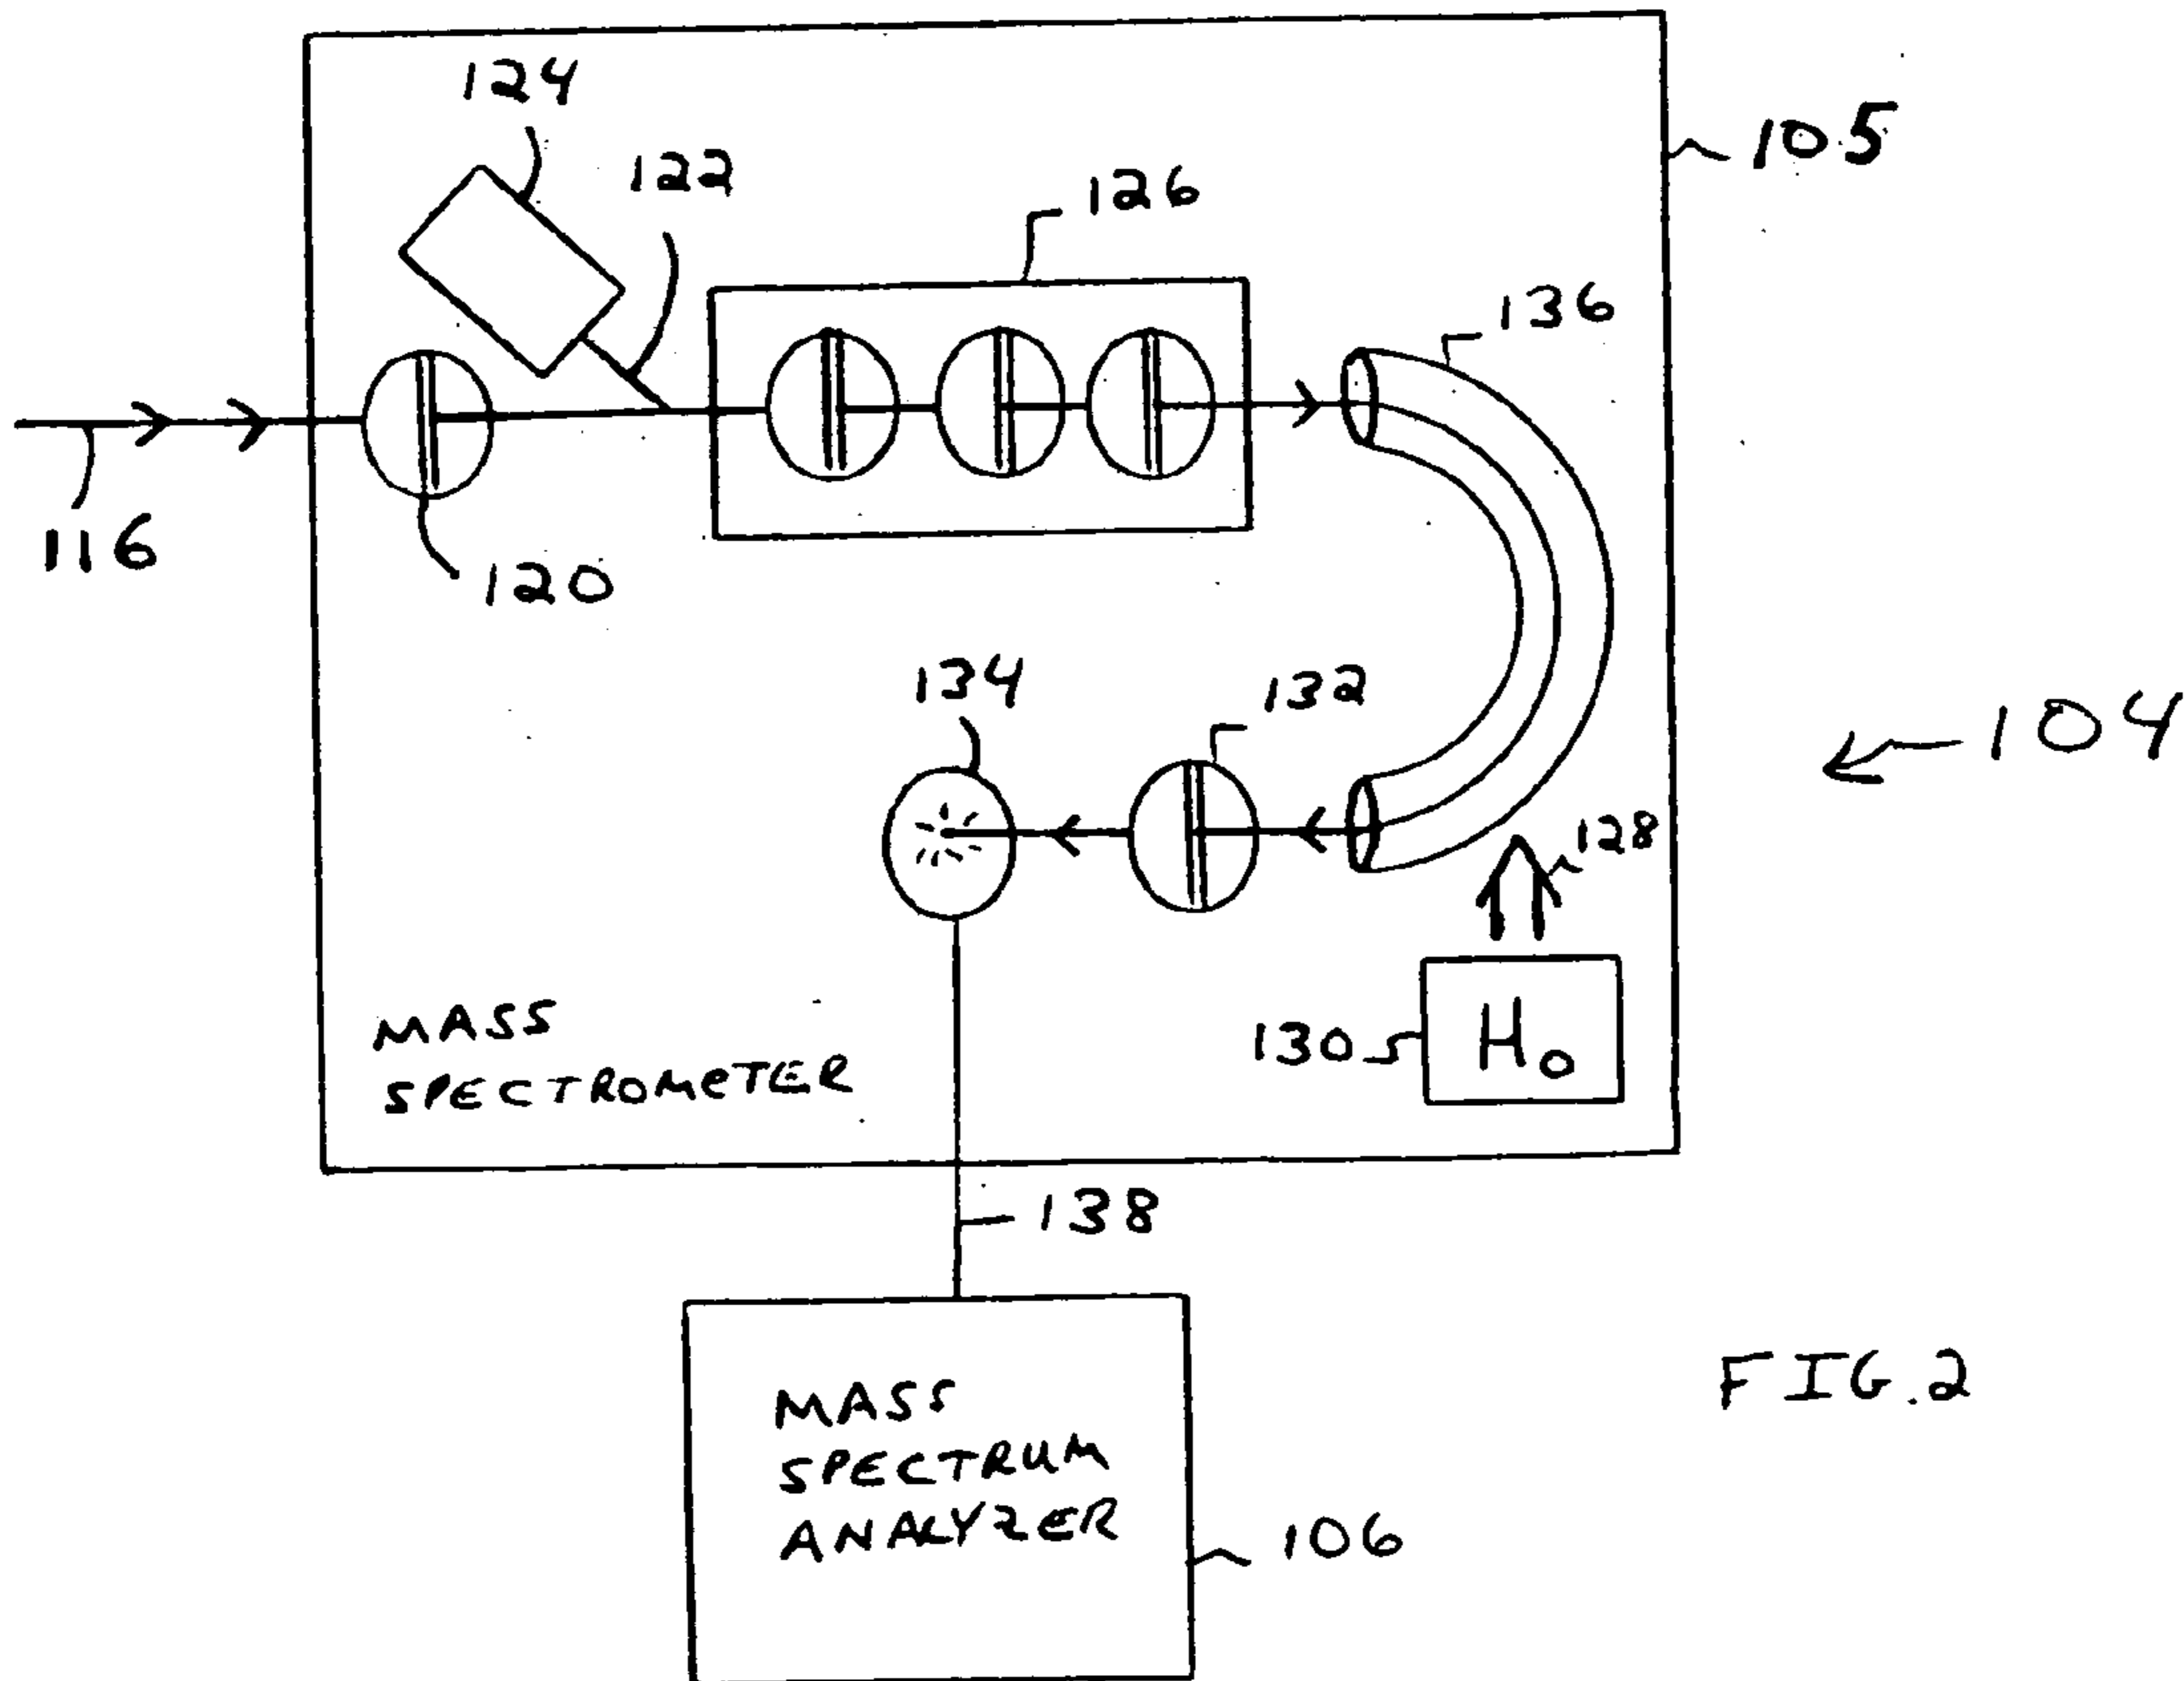 124
105
122
126
136
116
120
134
132
104
128
130
H₀
MASS
SPECTROMETER
138
MASS
SPECTRUM
ANALYZER
106
FIG.2